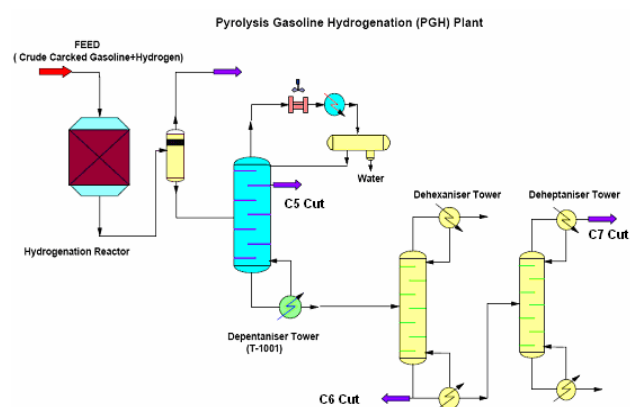 Pyrolysis Gasoline Hydrogenation (PGH) Plant
FEED
( Crude Carcked Gasoline+Hydrogen)
Water
C5 Cut
Dehexaniser Tower
Deheptaniser Tower
C7 Cut
Hydrogenation Reactor
Depentaniser Tower
(T-1001)
C6 Cut